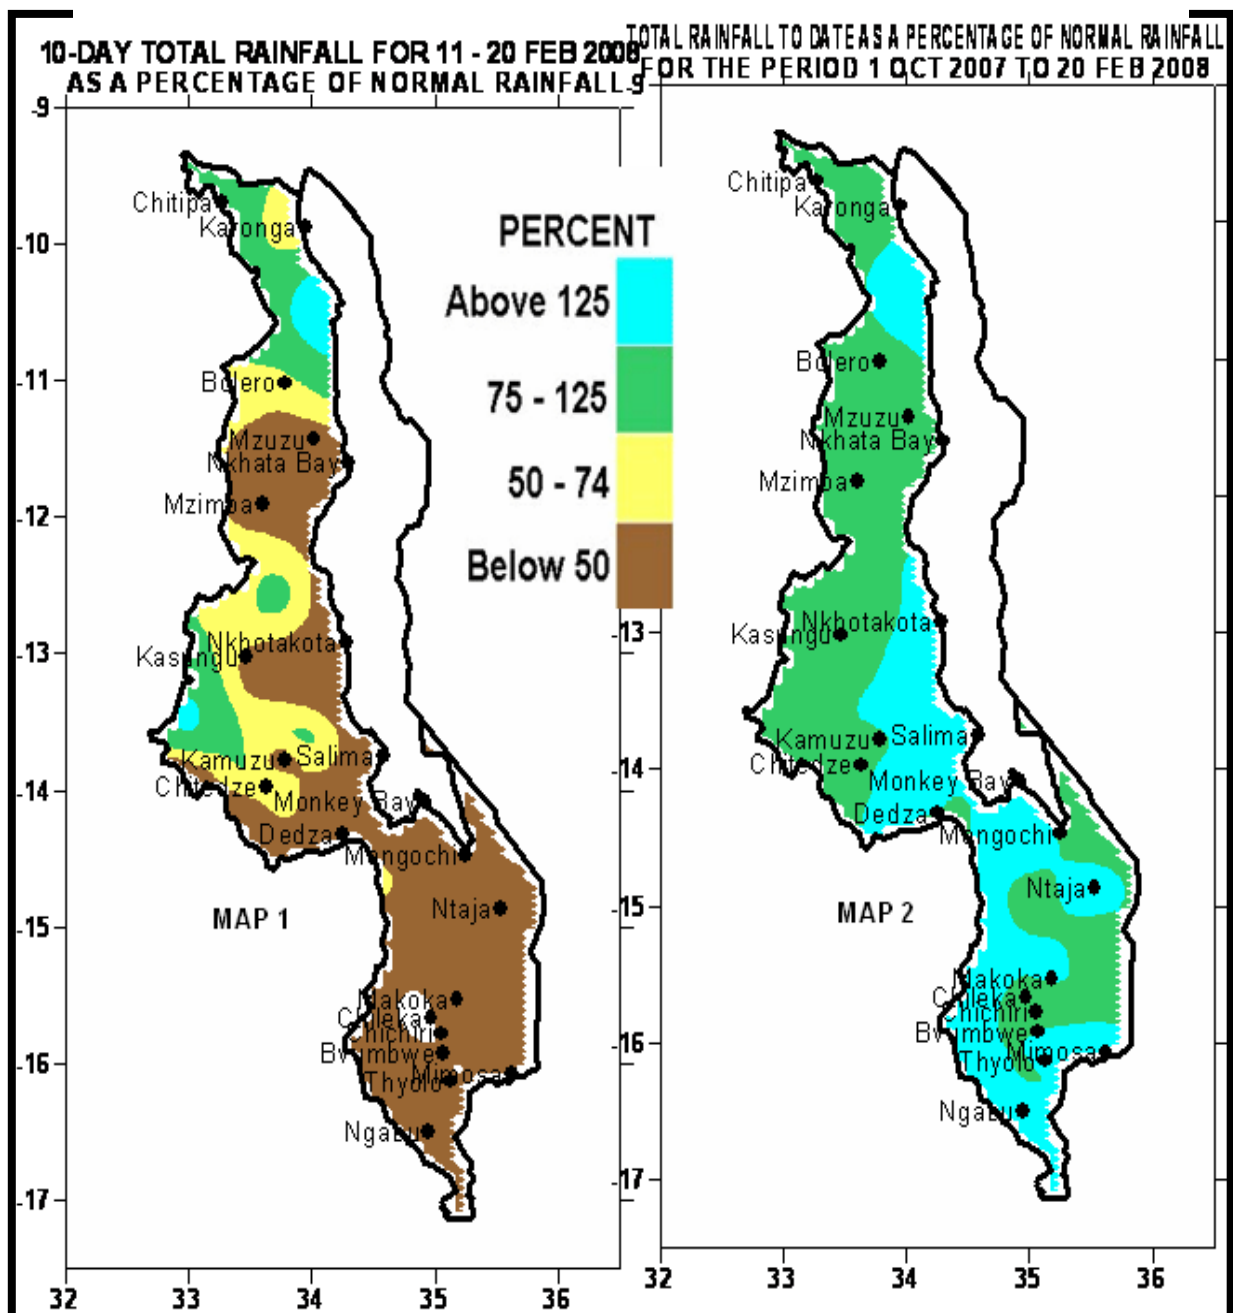 10-DAY TOTAL RAINFALL FOR 11 - 20 FEB 2008
AS A PERCENTAGE OF NORMAL RAINFALL
TOTAL RAINFALL TO DATE AS A PERCENTAGE OF NORMAL RAINFALL
FOR THE PERIOD 1 OCT 2007 TO 20 FEB 2008
-9
-10
-11
-12
-13
-14
-15
-16
-17
32 33 34 35 36
Chitipa
Karonga
Bolero
Mzuzu
Nkhata Bay
Mzimba
Nkhotakota
Kasungu
Kamuzu
Salima
Chitedze
Monkey Bay
Dedza
Mangochi
Ntaja
MAP 1
Makoka
Chileka
Chichiri
Bvumbwe
Mimosa
Thyolo
Ngabu
PERCENT
Above 125
75 - 125
50 - 74
Below 50
-9
-13
-14
-15
-16
-17
32 33 34 35 36
Chitipa
Karonga
Bolero
Mzuzu
Nkhata Bay
Mzimba
Nkhotakota
Kasungu
Kamuzu
Salima
Chitedze
Monkey Bay
Dedza
Mangochi
Ntaja
MAP 2
Makoka
Chileka
Chichiri
Bvumbwe
Mimosa
Thyolo
Ngabu